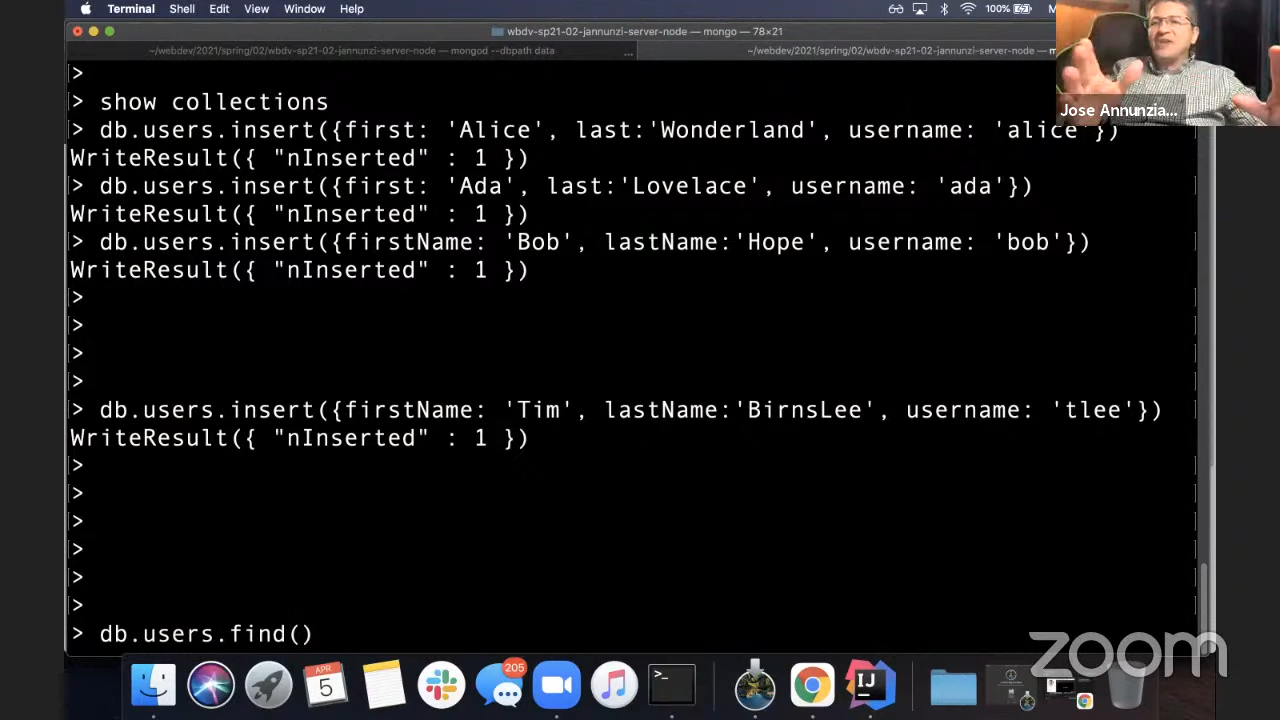 Terminal Shell Edit View Window Help
100%
wbdv-sp21-02-jannunzi-server-node — mongo — 78×21
~/webdev/2021/spring/02/wbdv-sp21-02-jannunzi-server-node — mongod --dbpath data ...
~/webdev/2021/spring/02/wbdv-sp21-02-jannunzi-server-node —
Jose Annunzia...
>
> show collections
> db.users.insert({first: 'Alice', last:'Wonderland', username: 'alice'})
WriteResult({ "nInserted" : 1 })
> db.users.insert({first: 'Ada', last:'Lovelace', username: 'ada'})
WriteResult({ "nInserted" : 1 })
> db.users.insert({firstName: 'Bob', lastName:'Hope', username: 'bob'})
WriteResult({ "nInserted" : 1 })
>
>
>
>
> db.users.insert({firstName: 'Tim', lastName:'BirnsLee', username: 'tlee'})
WriteResult({ "nInserted" : 1 })
>
>
>
>
>
>
> db.users.find()
zoom
APR.
5
205
>_
IJ